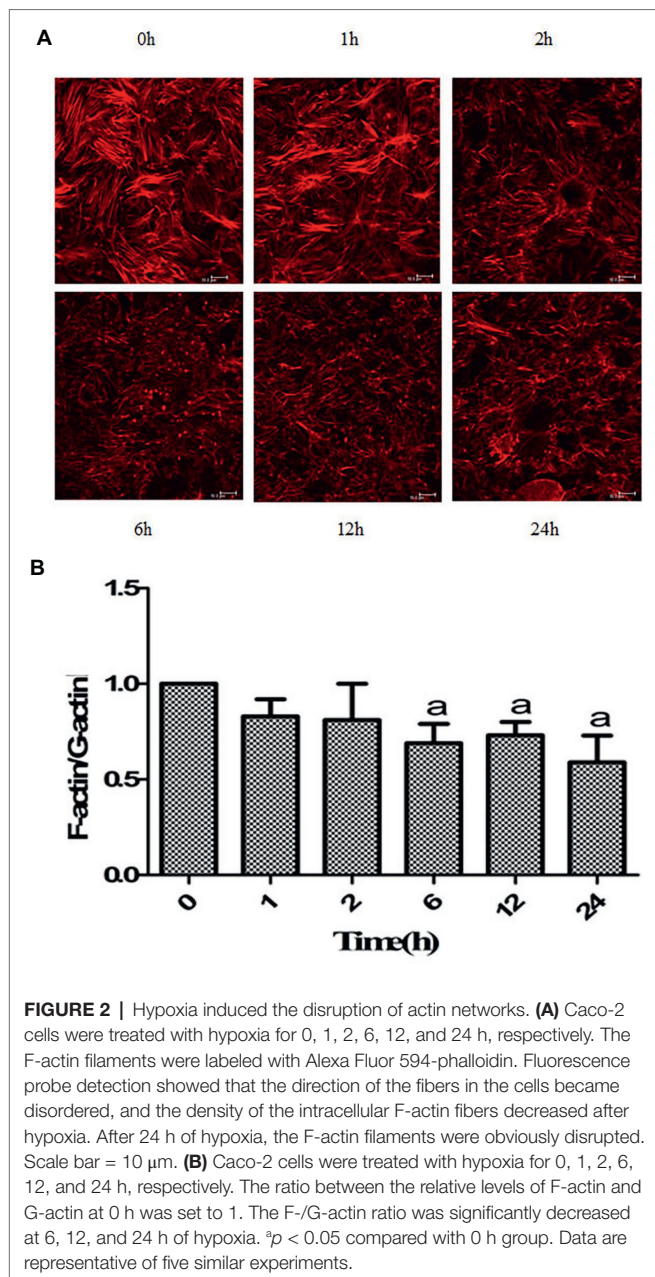 A
0h 1h 2h
6h 12h 24h
B
1.5
1.0
0.5
0.0
F-actin/G-actin
a a a
0 1 2 6 12 24
Time(h)
FIGURE 2 | Hypoxia induced the disruption of actin networks. (A) Caco-2
cells were treated with hypoxia for 0, 1, 2, 6, 12, and 24 h, respectively. The
F-actin filaments were labeled with Alexa Fluor 594-phalloidin. Fluorescence
probe detection showed that the direction of the fibers in the cells became
disordered, and the density of the intracellular F-actin fibers decreased after
hypoxia. After 24 h of hypoxia, the F-actin filaments were obviously disrupted.
Scale bar = 10 μm. (B) Caco-2 cells were treated with hypoxia for 0, 1, 2, 6,
12, and 24 h, respectively. The ratio between the relative levels of F-actin and
G-actin at 0 h was set to 1. The F-/G-actin ratio was significantly decreased
at 6, 12, and 24 h of hypoxia. ᵃp < 0.05 compared with 0 h group. Data are
representative of five similar experiments.